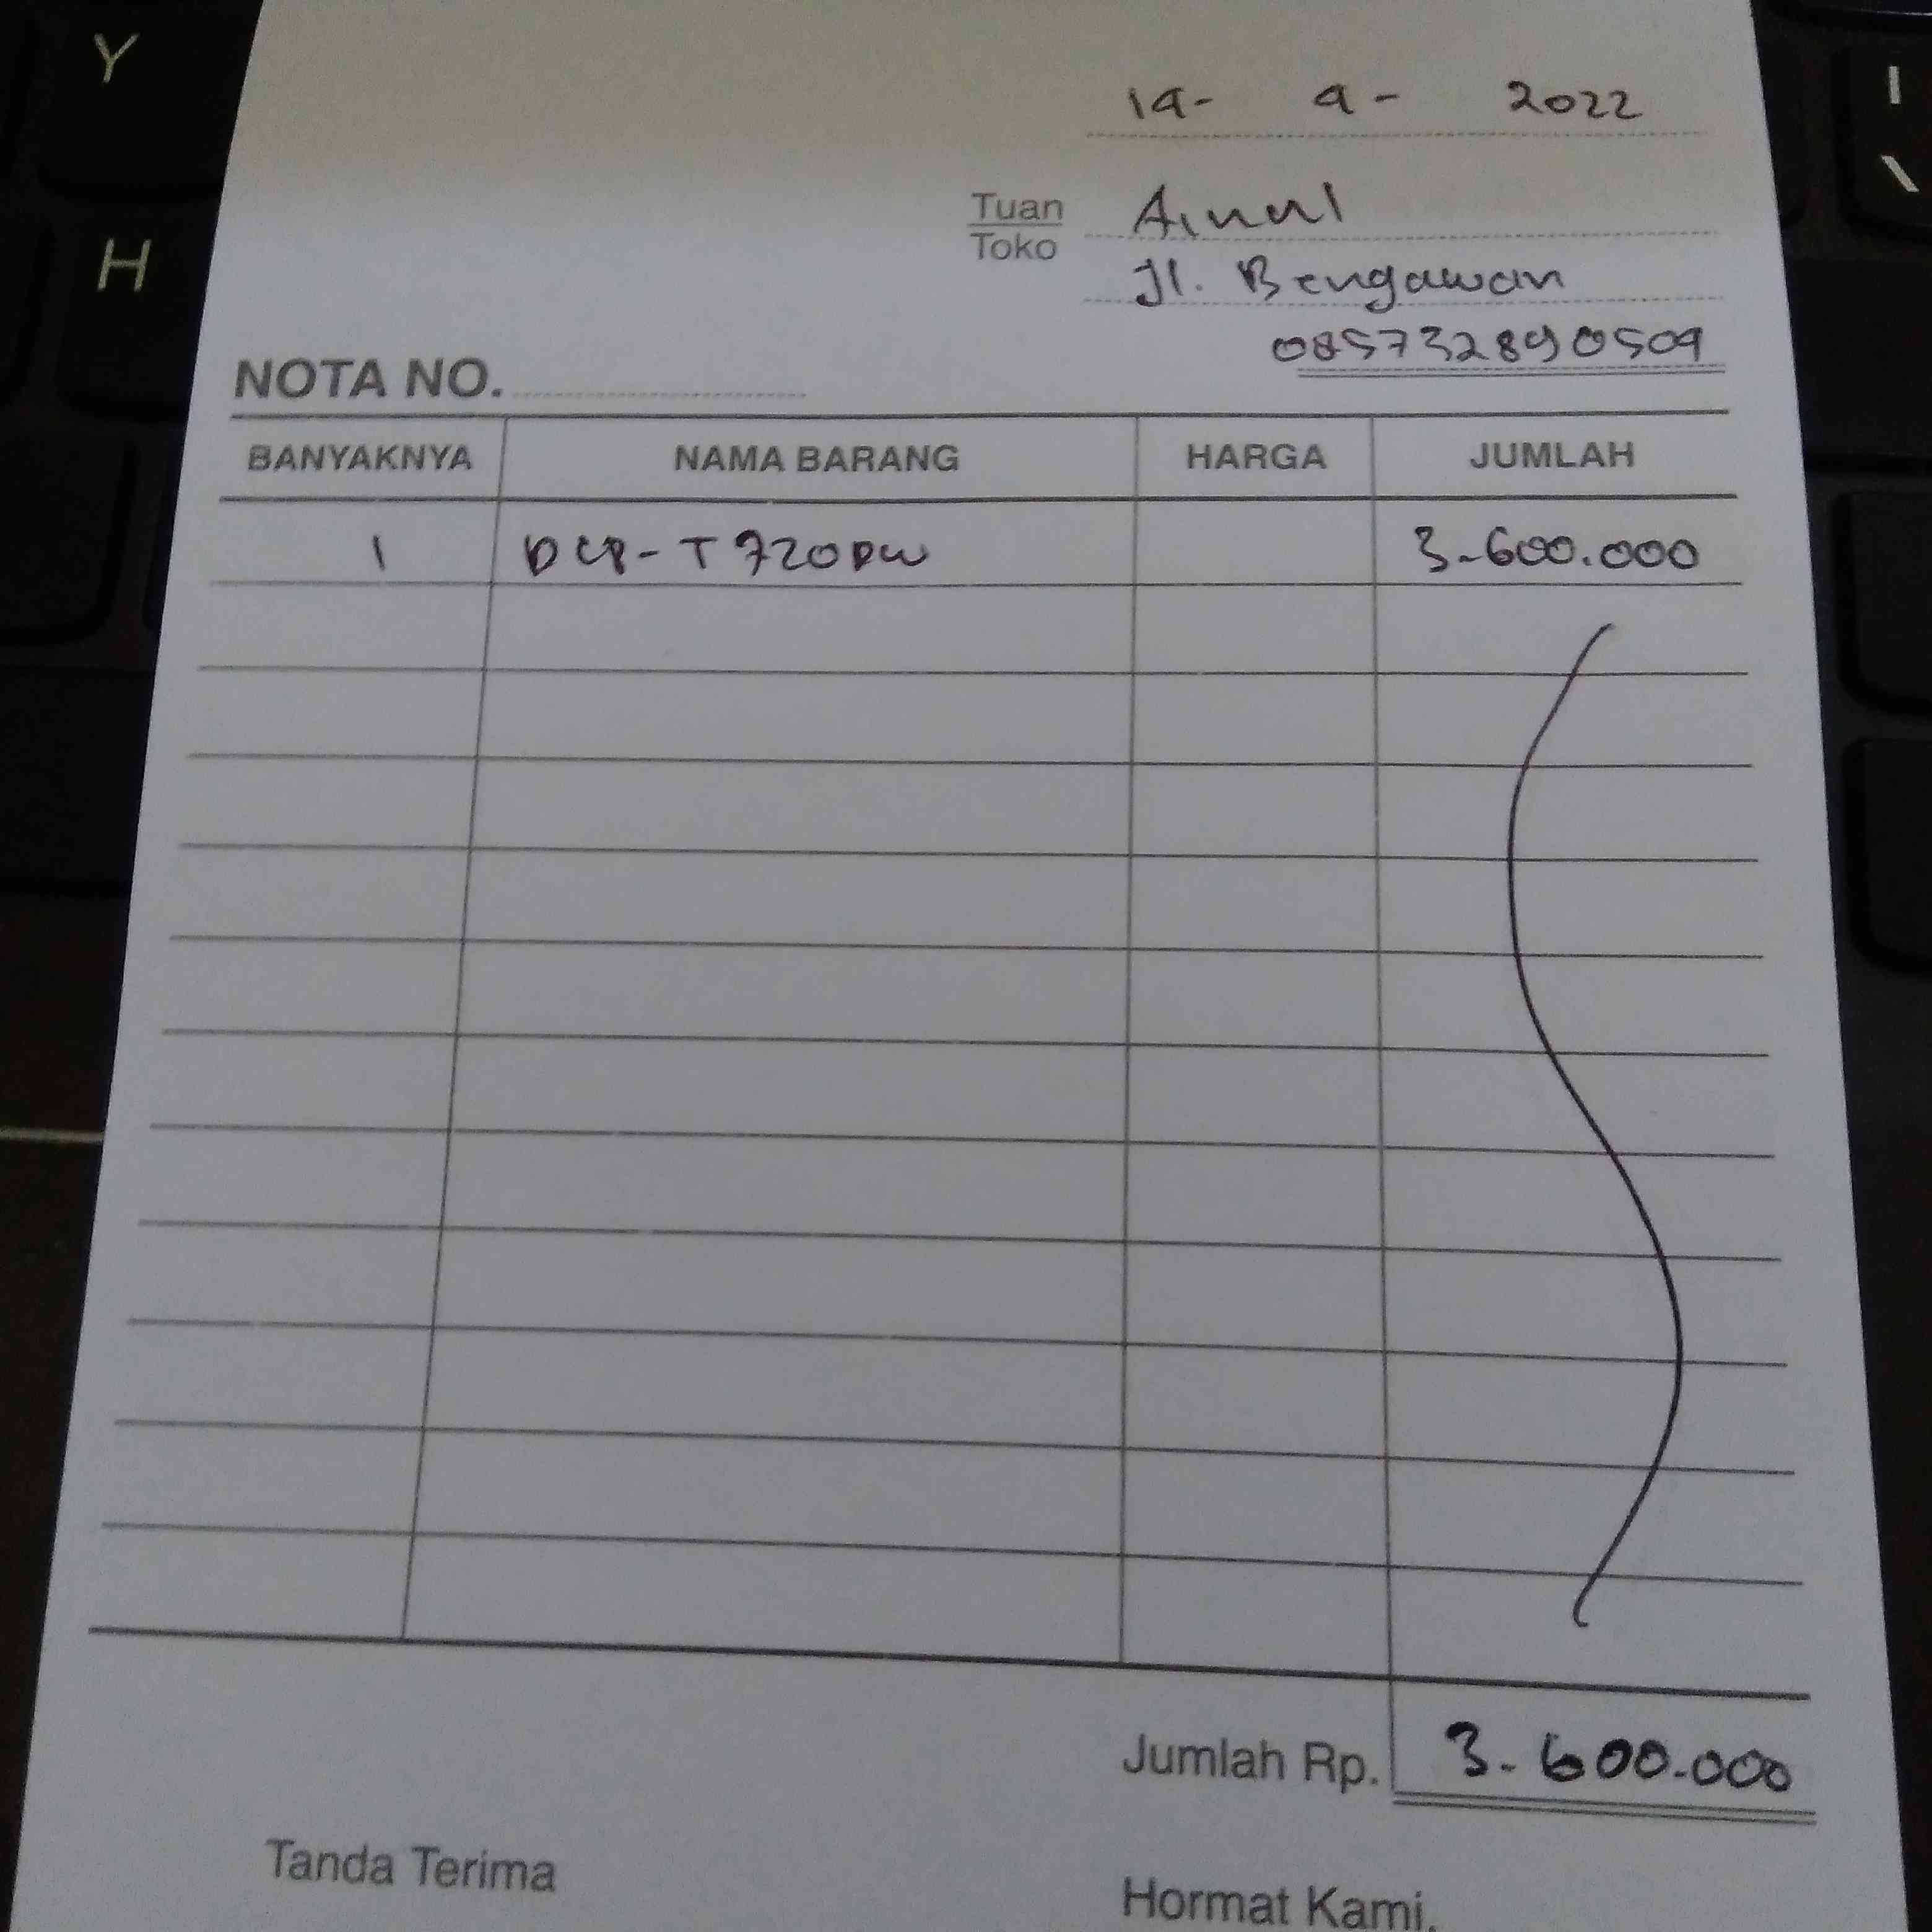 19- 9- 2022
Tuan
Toko
Ainul
Jl. Bengawan
085732890509
NOTA NO.
BANYAKNYA NAMA BARANG HARGA JUMLAH
1 DCP-T720DW 3-600.000
Jumlah Rp. 3-600.000
Tanda Terima
Hormat Kami,
Y
H
I
\